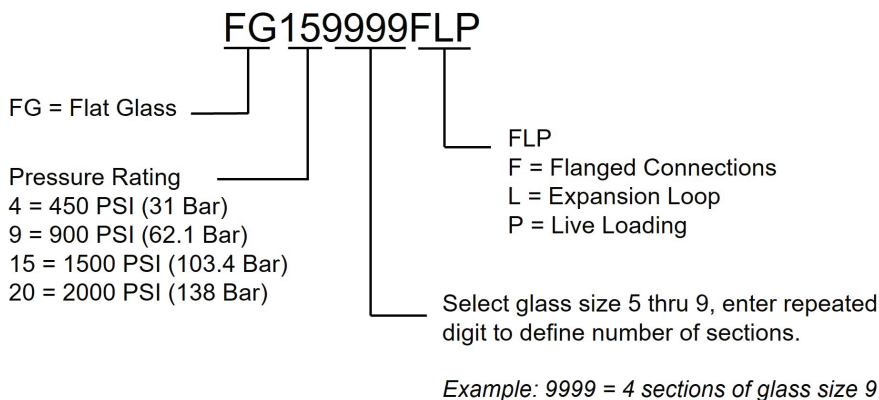 FG159999FLP
FG = Flat Glass
Pressure Rating
4 = 450 PSI (31 Bar)
9 = 900 PSI (62.1 Bar)
15 = 1500 PSI (103.4 Bar)
20 = 2000 PSI (138 Bar)
FLP
F = Flanged Connections
L = Expansion Loop
P = Live Loading
Select glass size 5 thru 9, enter repeated
digit to define number of sections.
Example: 9999 = 4 sections of glass size 9